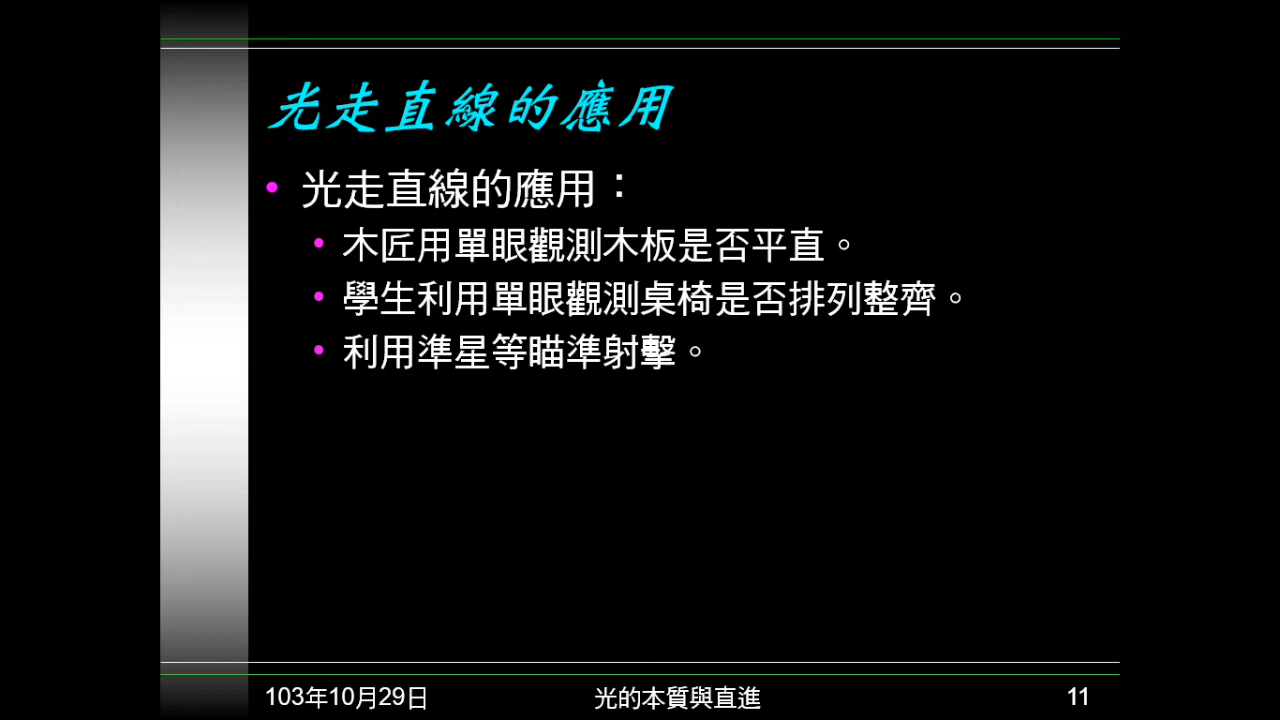 光走直線的應用
• 光走直線的應用：
• 木匠用單眼觀測木板是否平直。
• 學生利用單眼觀測桌椅是否排列整齊。
• 利用準星等瞄準射擊。
103年10月29日
光的本質與直進
11